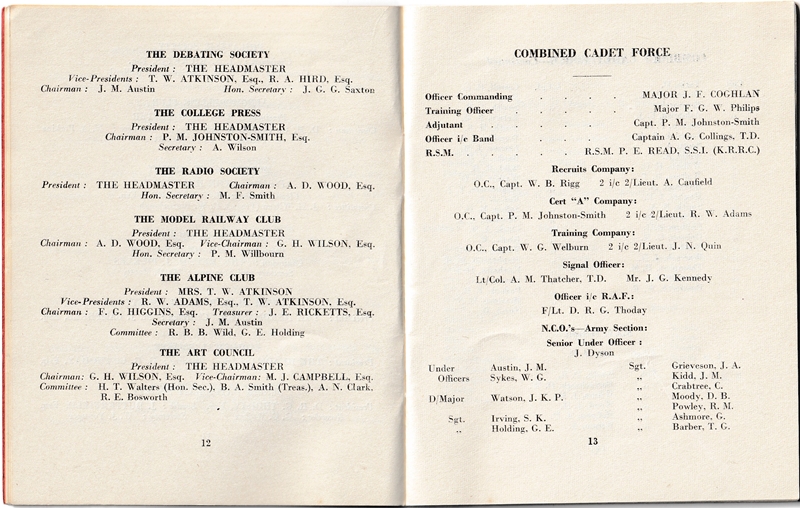 THE DEBATING SOCIETY
President : THE HEADMASTER
Vice-Presidents : T. W. ATKINSON, Esq., R. A. HIRD, Esq.
Chairman : J. M. Austin Hon. Secretary : J. G. G. Saxton
THE COLLEGE PRESS
President : THE HEADMASTER
Chairman : P. M. JOHNSTON-SMITH, Esq.
Secretary : A. Wilson
THE RADIO SOCIETY
President : THE HEADMASTER Chairman : A. D. WOOD, Esq.
Hon. Secretary : M. F. Smith
THE MODEL RAILWAY CLUB
President : THE HEADMASTER
Chairman : A. D. WOOD, Esq. Vice-Chairman : G. H. WILSON, Esq.
Hon. Secretary : P. M. Willbourn
THE ALPINE CLUB
President : MRS. T. W. ATKINSON
Vice-Presidents : R. W. ADAMS, Esq., T. W. ATKINSON, Esq.
Chairman : F. G. HIGGINS, Esq. Treasurer : J. E. RICKETTS, Esq.
Secretary : J. M. Austin
Committee : R. B. B. Wild, G. E. Holding
THE ART COUNCIL
President : THE HEADMASTER
Chairman: G. H. WILSON, Esq. Vice-Chairman: M. J. CAMPBELL, Esq.
Committee : H. T. Walters (Hon. Sec.), B. A. Smith (Treas.), A. N. Clark,
R. E. Bosworth
12
COMBINED CADET FORCE
Officer Commanding . . . . MAJOR J. F. COGHLAN
Training Officer . . . . Major F. G. W. Philips
Adjutant . . . . . Capt. P. M. Johnston-Smith
Officer i/c Band . . . . Captain A. G. Collings, T.D.
R.S.M. . . . . . R.S.M. P. E. READ, S.S.I. (K.R.R.C.)
Recruits Company:
O.C., Capt. W. B. Rigg 2 i/c 2/Lieut. A. Caufield
Cert "A" Company:
O.C., Capt. P. M. Johnston-Smith 2 i/c 2/Lieut. R. W. Adams
Training Company:
O.C., Capt. W. G. Welburn 2 i/c 2/Lieut. J. N. Quin
Signal Officer:
Lt/Col. A. M. Thatcher, T.D. Mr. J. G. Kennedy
Officer i/c R.A.F:
F/Lt. D. R. G. Thoday
N.C.O.'s—Army Section:
Senior Under Officer :
J. Dyson
Under Austin, J. M. Sgt. Grieveson, J. A.
Officers Sykes, W. G. ,, Kidd, J. M.
,, Crabtree, C.
D/Major Watson, J. K. P. ,, Moody, D. B.
,, Powley, R. M.
Sgt. Irving, S. K. ,, Ashmore, G.
,, Holding, G. E. ,, Barber, T. G.
13